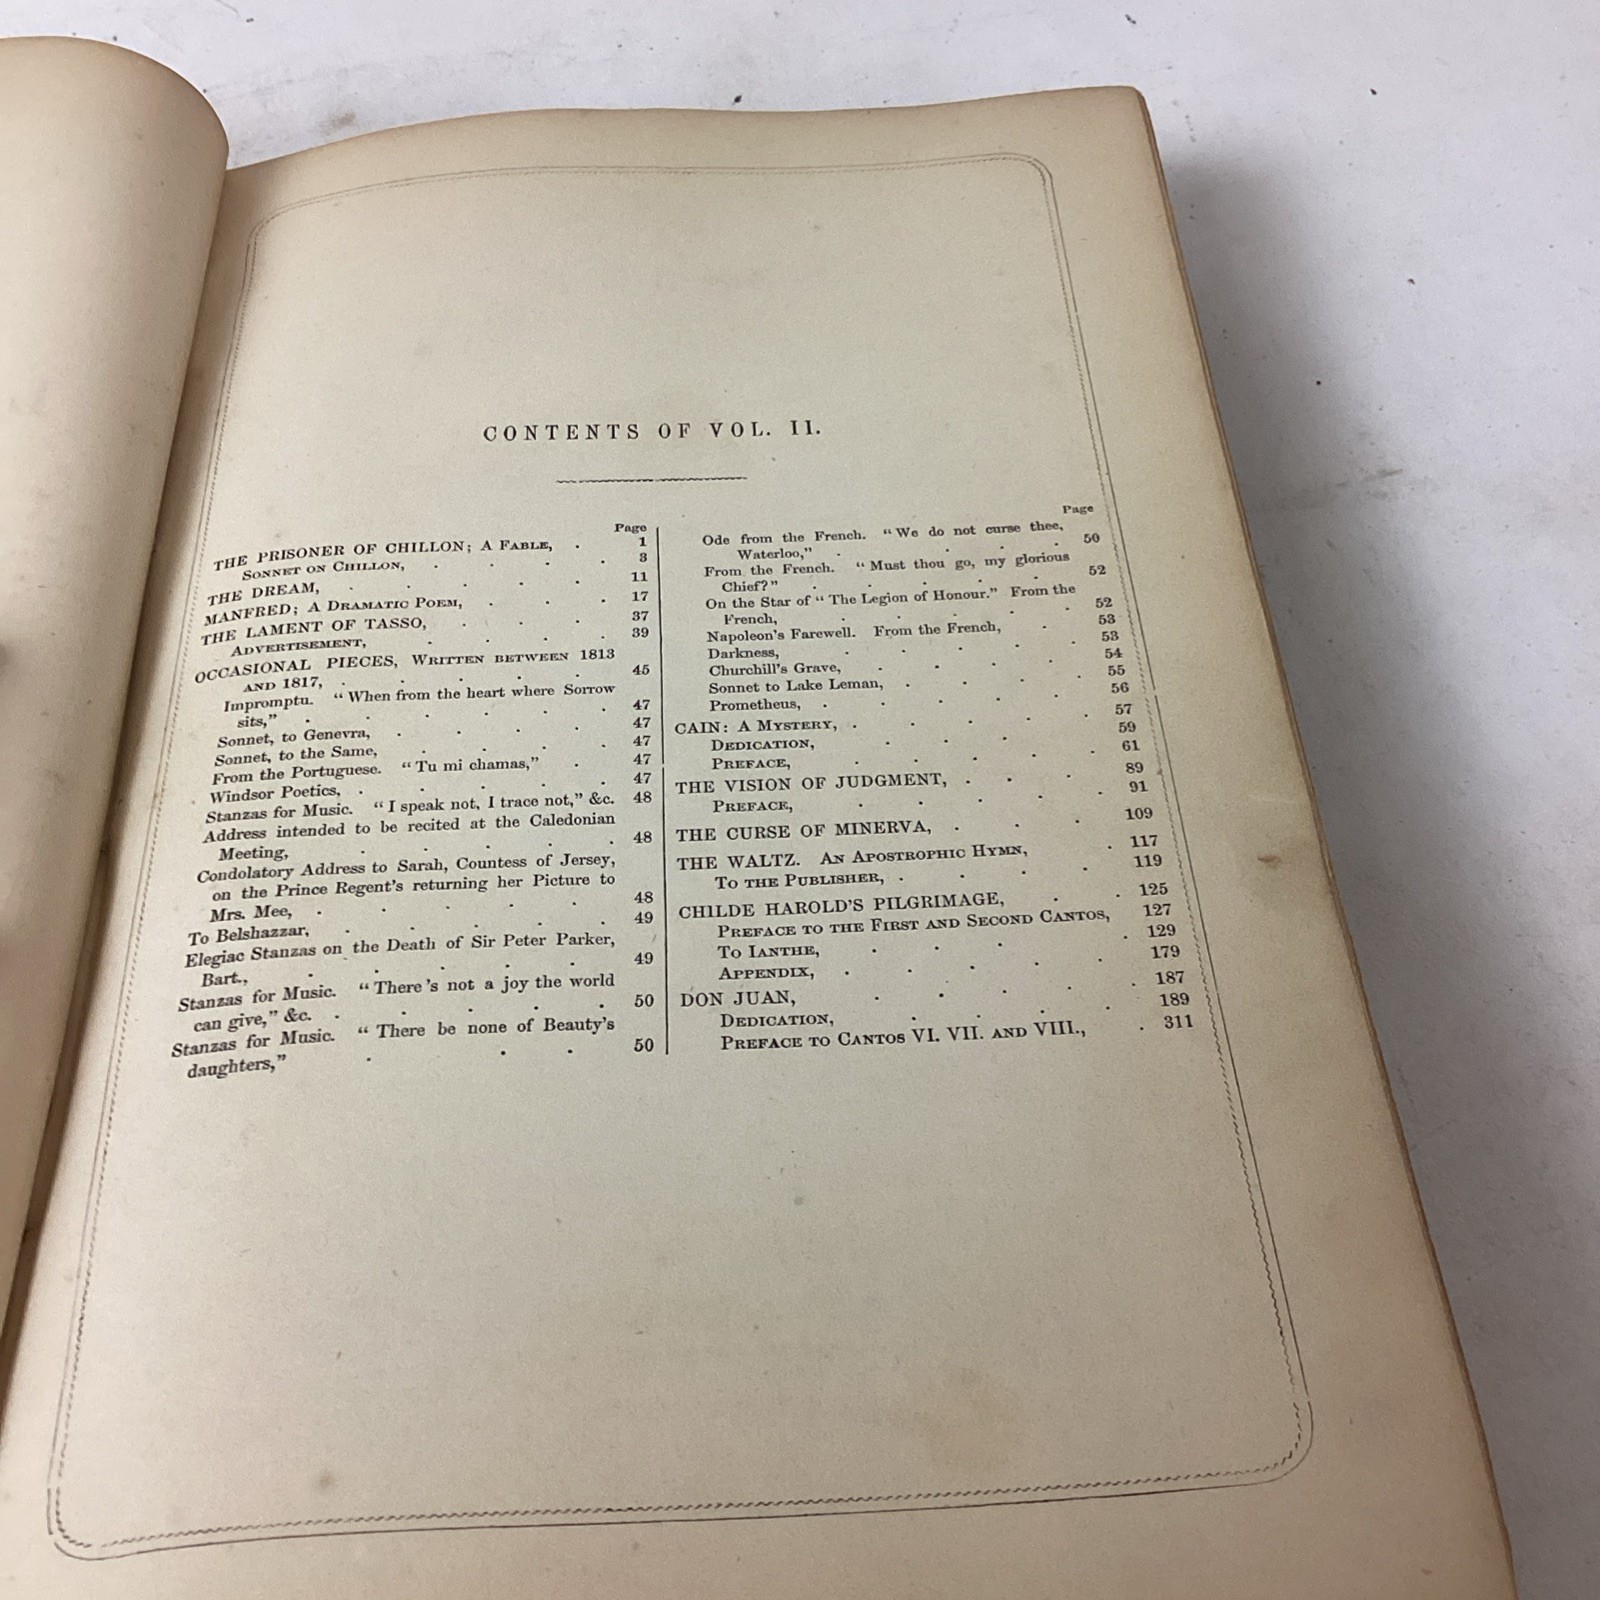 CONTENTS OF VOL. II.
Page
THE PRISONER OF CHILLON; A FABLE, . 1
SONNET ON CHILLON, . . . . 3
THE DREAM, . . . . . 11
MANFRED; A DRAMATIC POEM, . . . 17
THE LAMENT OF TASSO, . . . 37
ADVERTISEMENT, . . . . 39
OCCASIONAL PIECES, WRITTEN BETWEEN 1813
AND 1817, . . . . . 45
Impromptu. "When from the heart where Sorrow
sits," . . . . . . 47
Sonnet, to Genevra, . . . . 47
Sonnet, to the Same, . . . . 47
From the Portuguese. "Tu mi chamas," . 47
Windsor Poetics, . . . . . 47
Stanzas for Music. "I speak not, I trace not," &c. 48
Address intended to be recited at the Caledonian
Meeting, . . . . . 48
Condolatory Address to Sarah, Countess of Jersey,
on the Prince Regent's returning her Picture to
Mrs. Mee, . . . . . 48
To Belshazzar, . . . . . 49
Elegiac Stanzas on the Death of Sir Peter Parker,
Bart., . . . . . 49
Stanzas for Music. "There's not a joy the world
can give," &c. . . . . . 50
Stanzas for Music. "There be none of Beauty's
daughters," . . . 50
Page
Ode from the French. "We do not curse thee,
Waterloo," . . . . 50
From the French. "Must thou go, my glorious
Chief?" . . . . . 52
On the Star of "The Legion of Honour." From the
French, . . . . . 52
Napoleon's Farewell. From the French, . 53
Darkness, . . . . . 53
Churchill's Grave, . . . . 54
Sonnet to Lake Leman, . . . . 55
Prometheus, . . . . . 56
CAIN: A MYSTERY, . . . . 57
DEDICATION, . . . . 59
PREFACE, . . . . . 61
THE VISION OF JUDGMENT, . . . 89
PREFACE, . . . . . 91
THE CURSE OF MINERVA, . . . 109
THE WALTZ. AN APOSTROPHIC HYMN, . 117
TO THE PUBLISHER, . . . . 119
CHILDE HAROLD'S PILGRIMAGE, . . 125
PREFACE TO THE FIRST AND SECOND CANTOS, 127
TO IANTHE, . . . . 129
APPENDIX, . . . . . 179
DON JUAN, . . . . . 187
DEDICATION, . . . . 189
PREFACE TO CANTOS VI. VII. AND VIII., . 311